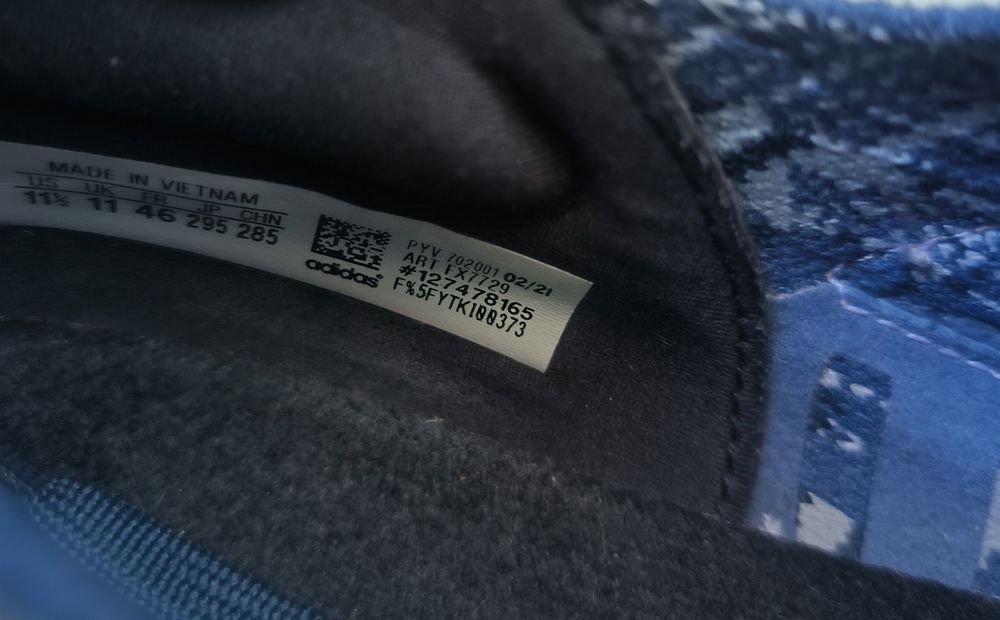 MADE IN VIETNAM
US UK FR JP CHN
11½ 11 46 295 285
adidas
PYV 702001 02/21
ART FX7729
#127478165
F%5FYTKI00373